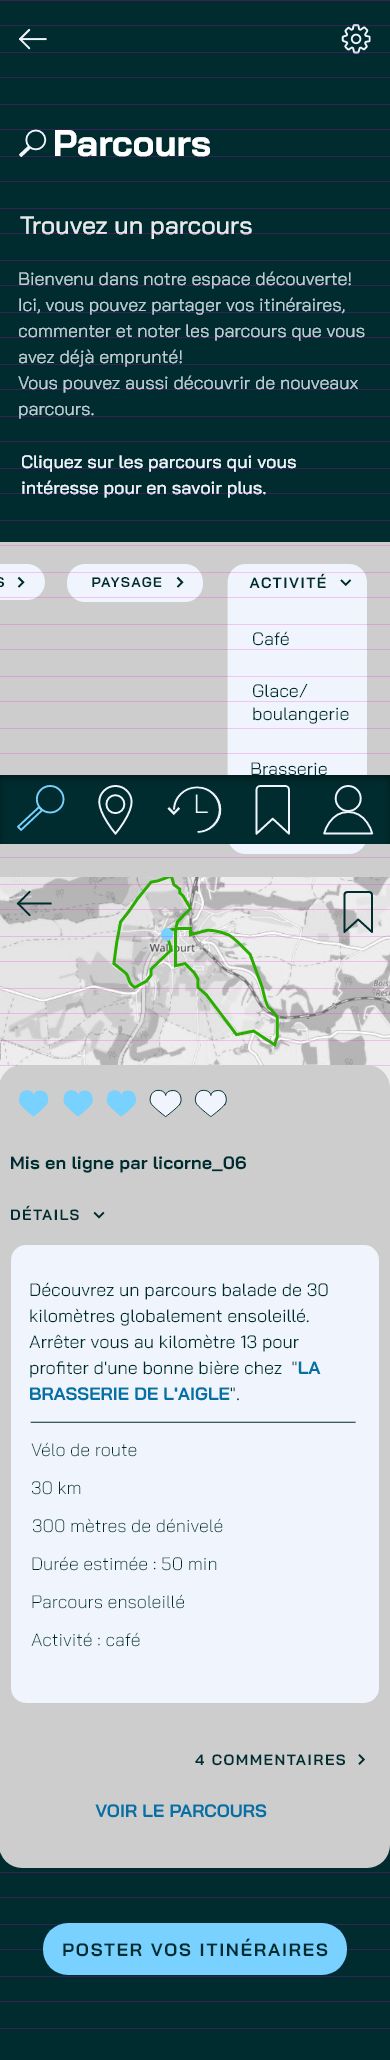 Parcours
Trouvez un parcours
Bienvenu dans notre espace découverte!
Ici, vous pouvez partager vos itinéraires,
commenter et noter les parcours que vous
avez déjà emprunté!
Vous pouvez aussi découvrir de nouveaux
parcours.
Cliquez sur les parcours qui vous
intéresse pour en savoir plus.
S
PAYSAGE
ACTIVITÉ
Café
Glace/
boulangerie
Brasserie
Mis en ligne par licorne_06
DÉTAILS
Découvrez un parcours balade de 30
kilomètres globalement ensoleillé.
Arrêter vous au kilomètre 13 pour
profiter d'une bonne bière chez "LA
BRASSERIE DE L'AIGLE".
Vélo de route
30 km
300 mètres de dénivelé
Durée estimée : 50 min
Parcours ensoleillé
Activité : café
4 COMMENTAIRES
VOIR LE PARCOURS
POSTER VOS ITINÉRAIRES